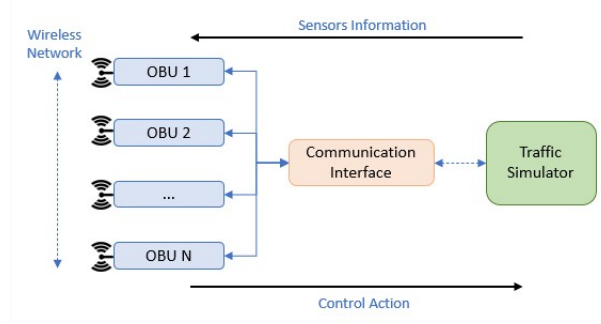 Sensors Information
Wireless
Network
OBU 1
OBU 2
...
OBU N
Communication
Interface
Traffic
Simulator
Control Action